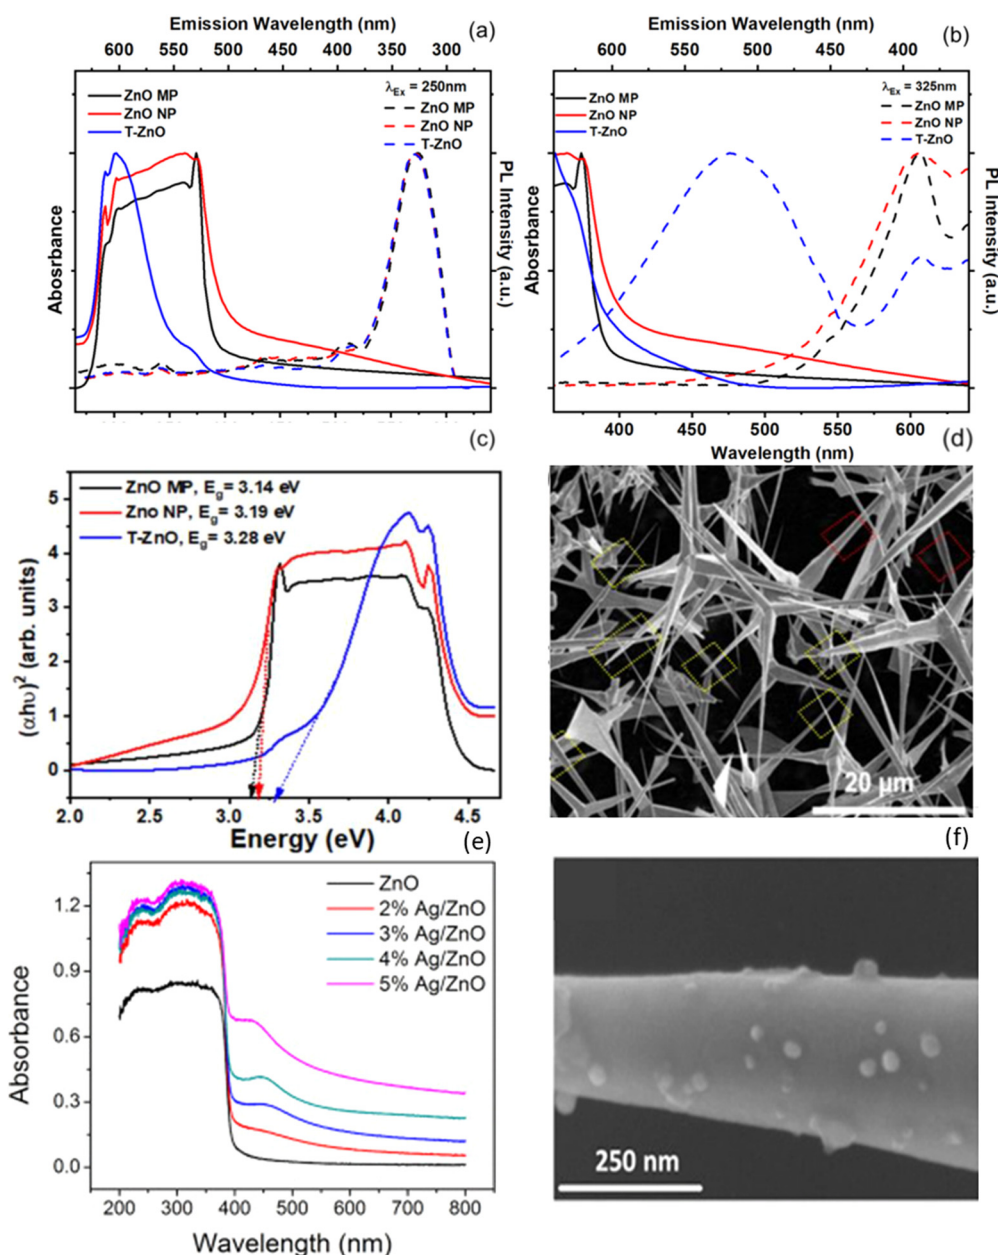 Emission Wavelength (nm)
600 550 500 450 400 350 300
(a)
ZnO MP
ZnO NP
T-ZnO
λEx = 250nm
ZnO MP
ZnO NP
T-ZnO
Abosrbance
PL Intensity (a.u.)
Emission Wavelength (nm)
600 550 500 450 390
(b)
ZnO MP
ZnO NP
T-ZnO
λEx = 325nm
ZnO MP
ZnO NP
T-ZnO
Abosrbance
PL Intensity (a.u.)
400 450 500 550 600
Wavelength (nm)
(c)
ZnO MP, Eg= 3.14 eV
Zno NP, Eg= 3.19 eV
T-ZnO, Eg= 3.28 eV
(αhυ)2 (arb. units)
5
4
3
2
1
0
2.0 2.5 3.0 3.5 4.0 4.5
Energy (eV)
(d)
20 µm
(e)
ZnO
2% Ag/ZnO
3% Ag/ZnO
4% Ag/ZnO
5% Ag/ZnO
Absorbance
1.2
0.9
0.6
0.3
0.0
200 300 400 500 600 700 800
Wavelength (nm)
(f)
250 nm